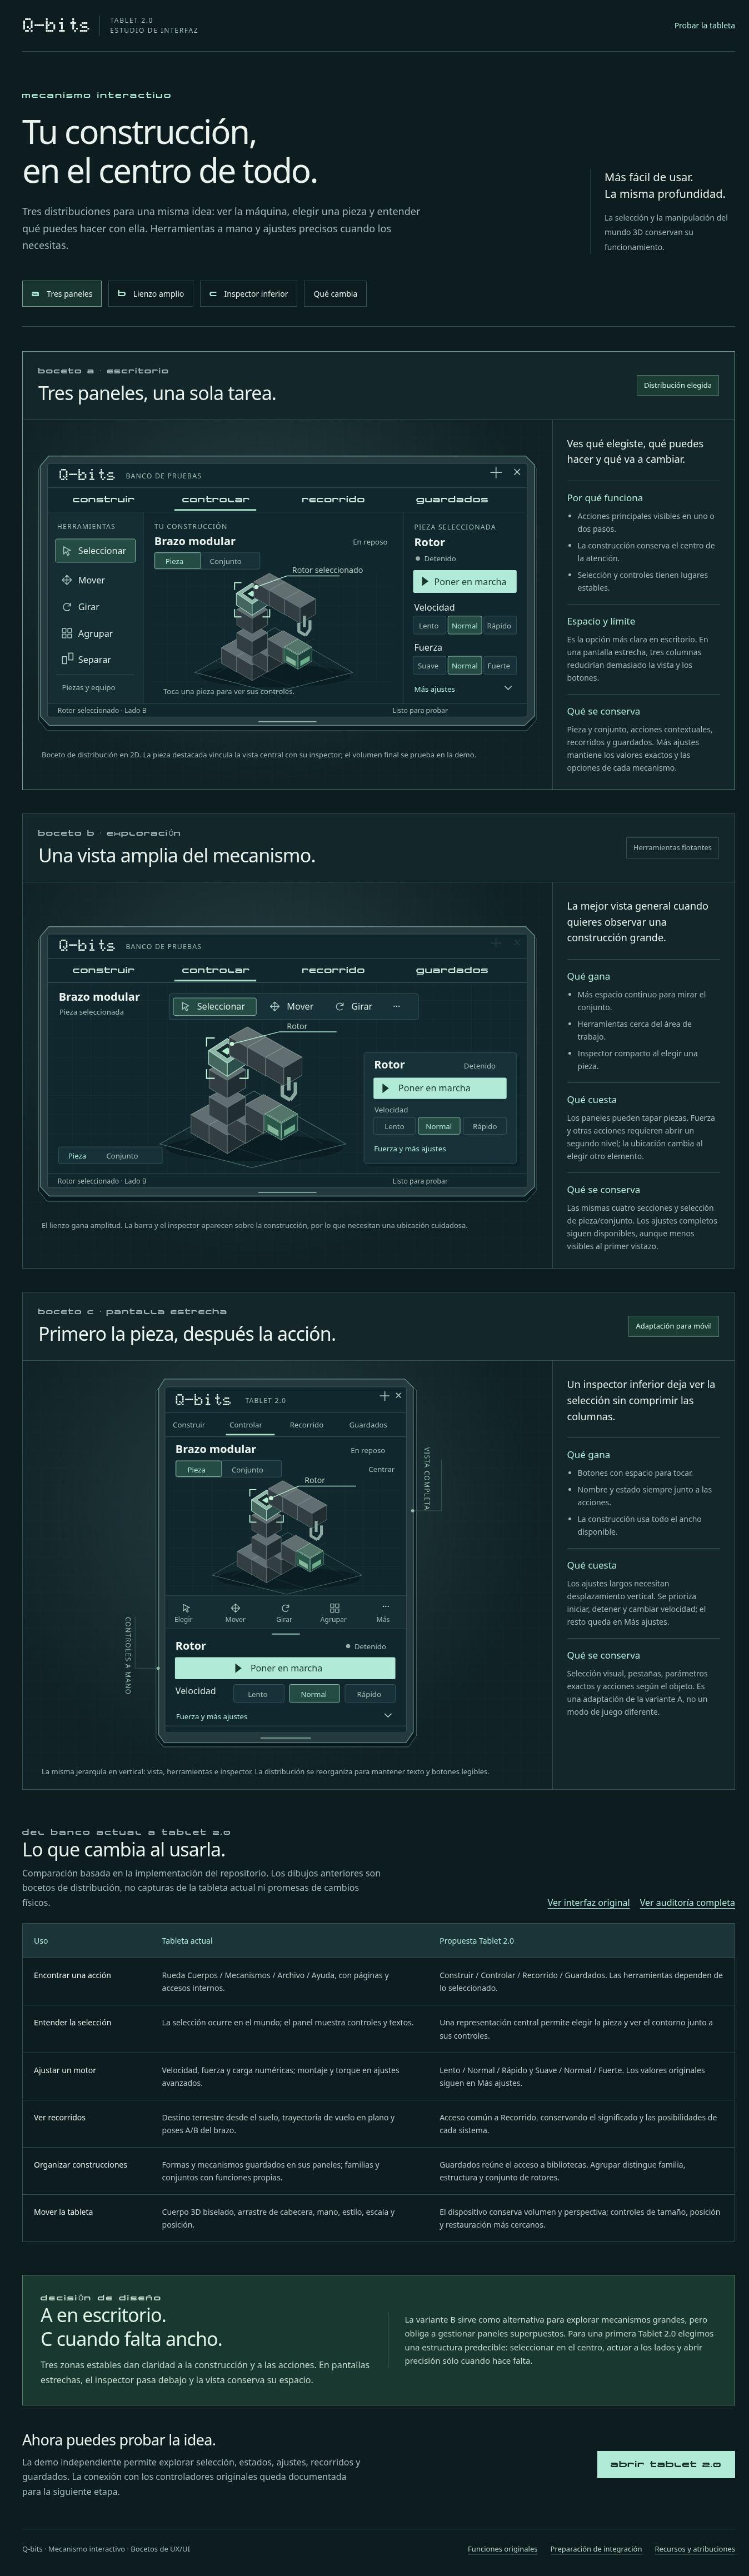 Q-bits
TABLET 2.0
ESTUDIO DE INTERFAZ
Probar la tableta
mecanismo interactivo
Tu construcción,
en el centro de todo.
Tres distribuciones para una misma idea: ver la máquina, elegir una pieza y entender
qué puedes hacer con ella. Herramientas a mano y ajustes precisos cuando los
necesitas.
Más fácil de usar.
La misma profundidad.
La selección y la manipulación del
mundo 3D conservan su
funcionamiento.
a Tres paneles
b Lienzo amplio
c Inspector inferior
Qué cambia
boceto a · escritorio
Tres paneles, una sola tarea.
Distribución elegida
Q-bits
BANCO DE PRUEBAS
construir
controlar
recorrido
guardados
HERRAMIENTAS
Seleccionar
Mover
Girar
Agrupar
Separar
Piezas y equipo
TU CONSTRUCCIÓN
Brazo modular
En reposo
Pieza
Conjunto
Rotor seleccionado
Toca una pieza para ver sus controles.
PIEZA SELECCIONADA
Rotor
Detenido
Poner en marcha
Velocidad
Lento
Normal
Rápido
Fuerza
Suave
Normal
Fuerte
Más ajustes
Rotor seleccionado · Lado B
Listo para probar
Boceto de distribución en 2D. La pieza destacada vincula la vista central con su inspector; el volumen final se prueba en la demo.
Ves qué elegiste, qué puedes
hacer y qué va a cambiar.
Por qué funciona
• Acciones principales visibles en uno o
dos pasos.
• La construcción conserva el centro de
la atención.
• Selección y controles tienen lugares
estables.
Espacio y límite
Es la opción más clara en escritorio. En
una pantalla estrecha, tres columnas
reducirían demasiado la vista y los
botones.
Qué se conserva
Pieza y conjunto, acciones contextuales,
recorridos y guardados. Más ajustes
mantiene los valores exactos y las
opciones de cada mecanismo.
boceto b · exploración
Una vista amplia del mecanismo.
Herramientas flotantes
Q-bits
BANCO DE PRUEBAS
construir
controlar
recorrido
guardados
Brazo modular
Pieza seleccionada
Seleccionar
Mover
Girar
···
Rotor
Rotor
Detenido
Poner en marcha
Velocidad
Lento
Normal
Rápido
Fuerza y más ajustes
Pieza
Conjunto
Rotor seleccionado · Lado B
Listo para probar
El lienzo gana amplitud. La barra y el inspector aparecen sobre la construcción, por lo que necesitan una ubicación cuidadosa.
La mejor vista general cuando
quieres observar una
construcción grande.
Qué gana
• Más espacio continuo para mirar el
conjunto.
• Herramientas cerca del área de
trabajo.
• Inspector compacto al elegir una
pieza.
Qué cuesta
Los paneles pueden tapar piezas. Fuerza
y otras acciones requieren abrir un
segundo nivel; la ubicación cambia al
elegir otro elemento.
Qué se conserva
Las mismas cuatro secciones y selección
de pieza/conjunto. Los ajustes completos
siguen disponibles, aunque menos
visibles al primer vistazo.
boceto c · pantalla estrecha
Primero la pieza, después la acción.
Adaptación para móvil
Q-bits
TABLET 2.0
Construir
Controlar
Recorrido
Guardados
Brazo modular
En reposo
Pieza
Conjunto
Centrar
Rotor
VISTA COMPLETA
Elegir
Mover
Girar
Agrupar
Más
CONTROLES A MANO
Rotor
Detenido
Poner en marcha
Velocidad
Lento
Normal
Rápido
Fuerza y más ajustes
La misma jerarquía en vertical: vista, herramientas e inspector. La distribución se reorganiza para mantener texto y botones legibles.
Un inspector inferior deja ver la
selección sin comprimir las
columnas.
Qué gana
• Botones con espacio para tocar.
• Nombre y estado siempre junto a las
acciones.
• La construcción usa todo el ancho
disponible.
Qué cuesta
Los ajustes largos necesitan
desplazamiento vertical. Se prioriza
iniciar, detener y cambiar velocidad; el
resto queda en Más ajustes.
Qué se conserva
Selección visual, pestañas, parámetros
exactos y acciones según el objeto. Es
una adaptación de la variante A, no un
modo de juego diferente.
del banco actual a tablet 2.0
Lo que cambia al usarla.
Comparación basada en la implementación del repositorio. Los dibujos anteriores son
bocetos de distribución, no capturas de la tableta actual ni promesas de cambios
físicos.
Ver interfaz original
Ver auditoría completa
Uso
Tableta actual
Propuesta Tablet 2.0
Encontrar una acción
Rueda Cuerpos / Mecanismos / Archivo / Ayuda, con páginas y
accesos internos.
Construir / Controlar / Recorrido / Guardados. Las herramientas dependen de
lo seleccionado.
Entender la selección
La selección ocurre en el mundo; el panel muestra controles y textos.
Una representación central permite elegir la pieza y ver el contorno junto a
sus controles.
Ajustar un motor
Velocidad, fuerza y carga numéricas; montaje y torque en ajustes
avanzados.
Lento / Normal / Rápido y Suave / Normal / Fuerte. Los valores originales
siguen en Más ajustes.
Ver recorridos
Destino terrestre desde el suelo, trayectoria de vuelo en plano y
poses A/B del brazo.
Acceso común a Recorrido, conservando el significado y las posibilidades de
cada sistema.
Organizar construcciones
Formas y mecanismos guardados en sus paneles; familias y
conjuntos con funciones propias.
Guardados reúne el acceso a bibliotecas. Agrupar distingue familia,
estructura y conjunto de rotores.
Mover la tableta
Cuerpo 3D biselado, arrastre de cabecera, mano, estilo, escala y
posición.
El dispositivo conserva volumen y perspectiva; controles de tamaño, posición
y restauración más cercanos.
decisión de diseño
A en escritorio.
C cuando falta ancho.
Tres zonas estables dan claridad a la construcción y a las acciones. En pantallas
estrechas, el inspector pasa debajo y la vista conserva su espacio.
La variante B sirve como alternativa para explorar mecanismos grandes, pero
obliga a gestionar paneles superpuestos. Para una primera Tablet 2.0 elegimos
una estructura predecible: seleccionar en el centro, actuar a los lados y abrir
precisión sólo cuando hace falta.
Ahora puedes probar la idea.
La demo independiente permite explorar selección, estados, ajustes, recorridos y
guardados. La conexión con los controladores originales queda documentada
para la siguiente etapa.
abrir tablet 2.0
Q-bits · Mecanismo interactivo · Bocetos de UX/UI
Funciones originales
Preparación de integración
Recursos y atribuciones